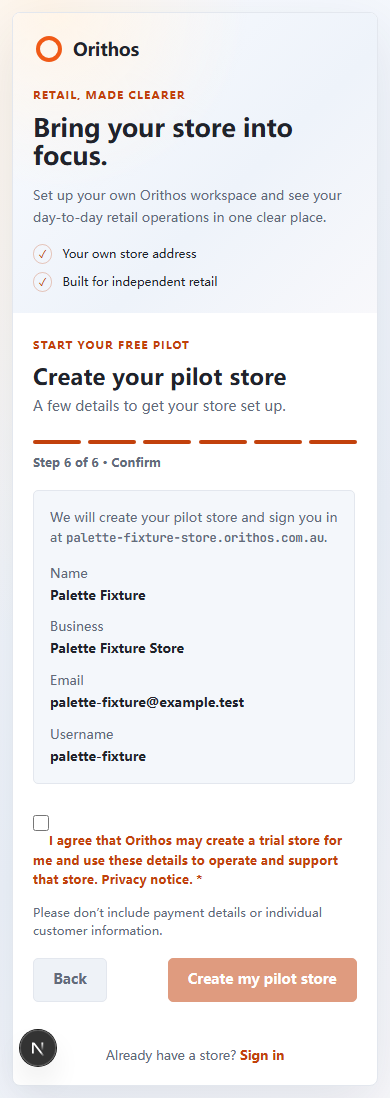 Orithos
RETAIL, MADE CLEARER
Bring your store into
focus.
Set up your own Orithos workspace and see your
day-to-day retail operations in one clear place.
✓ Your own store address
✓ Built for independent retail
START YOUR FREE PILOT
Create your pilot store
A few details to get your store set up.
Step 6 of 6 • Confirm
We will create your pilot store and sign you in
at palette-fixture-store.orithos.com.au.
Name
Palette Fixture
Business
Palette Fixture Store
Email
palette-fixture@example.test
Username
palette-fixture
I agree that Orithos may create a trial store for
me and use these details to operate and support
that store. Privacy notice. *
Please don’t include payment details or individual
customer information.
Back
Create my pilot store
N
Already have a store? Sign in